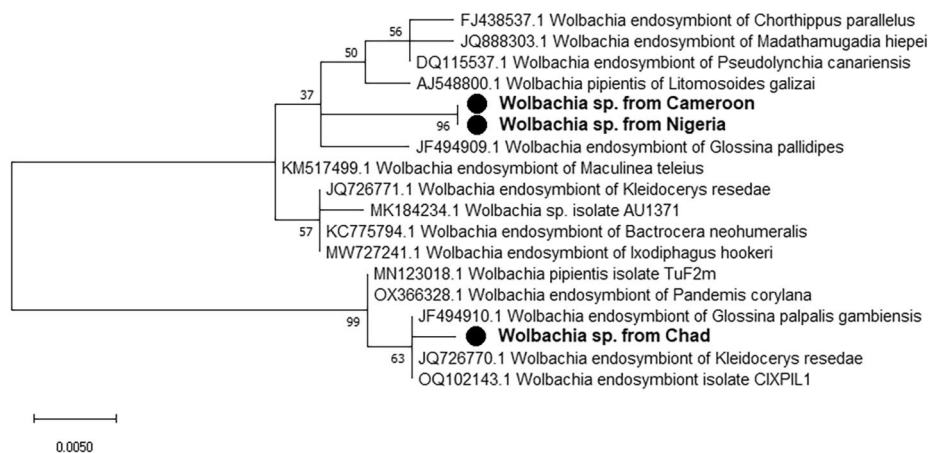 FJ438537.1 Wolbachia endosymbiont of Chorthippus parallelus
56
JQ888303.1 Wolbachia endosymbiont of Madathamugadia hiepei
50
DQ115537.1 Wolbachia endosymbiont of Pseudolynchia canariensis
AJ548800.1 Wolbachia pipientis of Litomosoides galizai
37
Wolbachia sp. from Cameroon
96
Wolbachia sp. from Nigeria
JF494909.1 Wolbachia endosymbiont of Glossina pallidipes
KM517499.1 Wolbachia endosymbiont of Maculinea teleius
JQ726771.1 Wolbachia endosymbiont of Kleidocerys resedae
MK184234.1 Wolbachia sp. isolate AU1371
57
KC775794.1 Wolbachia endosymbiont of Bactrocera neohumeralis
MW727241.1 Wolbachia endosymbiont of Ixodiphagus hookeri
MN123018.1 Wolbachia pipientis isolate TuF2m
OX366328.1 Wolbachia endosymbiont of Pandemis corylana
99
JF494910.1 Wolbachia endosymbiont of Glossina palpalis gambiensis
Wolbachia sp. from Chad
63
JQ726770.1 Wolbachia endosymbiont of Kleidocerys resedae
OQ102143.1 Wolbachia endosymbiont isolate CIXPIL1
0.0050